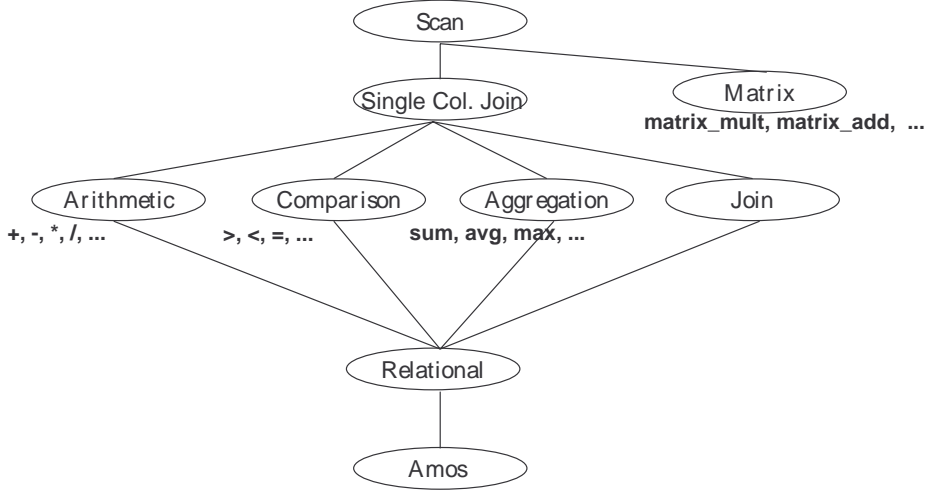 Scan
Single Col. Join
Matrix
matrix_mult, matrix_add, ...
Arithmetic
Comparison
Aggregation
Join
+, -, *, /, ...
>, <, =, ...
sum, avg, max, ...
Relational
Amos